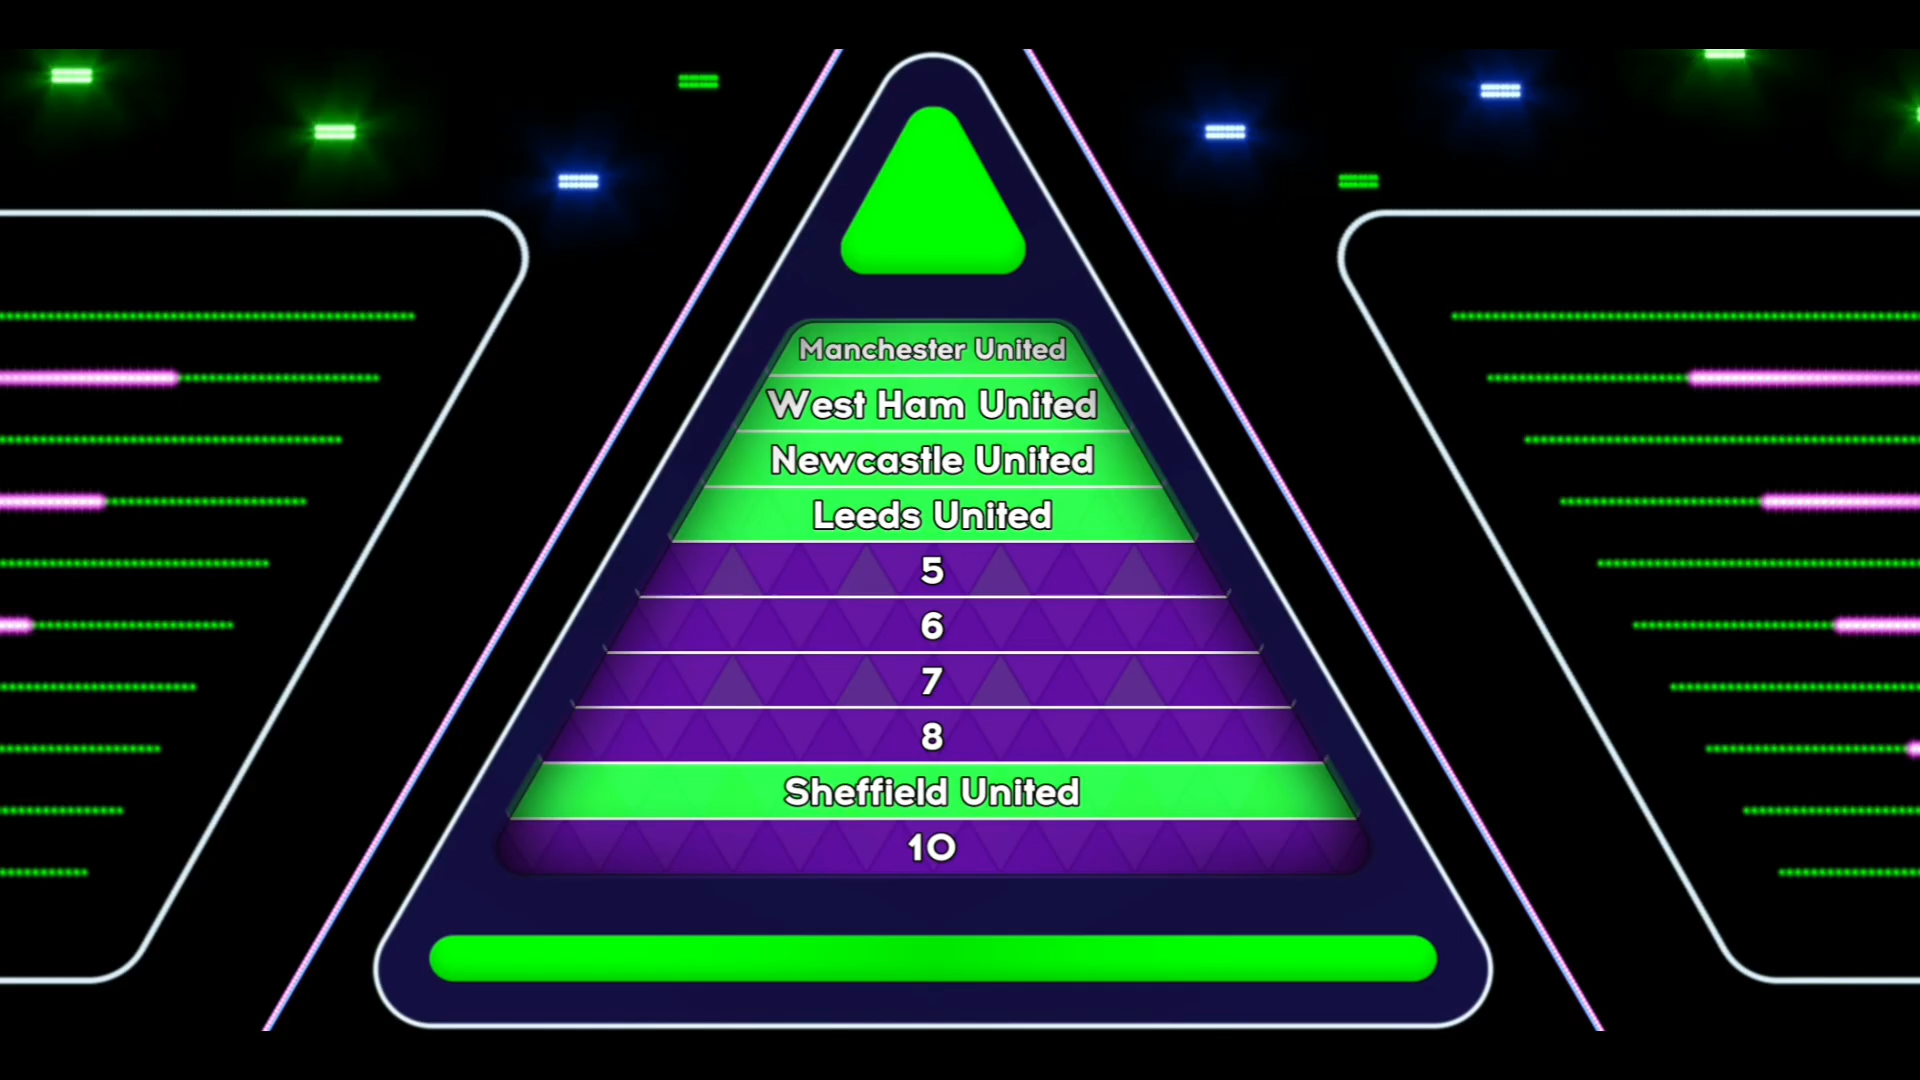 Manchester United
West Ham United
Newcastle United
Leeds United
5
6
7
8
Sheffield United
10